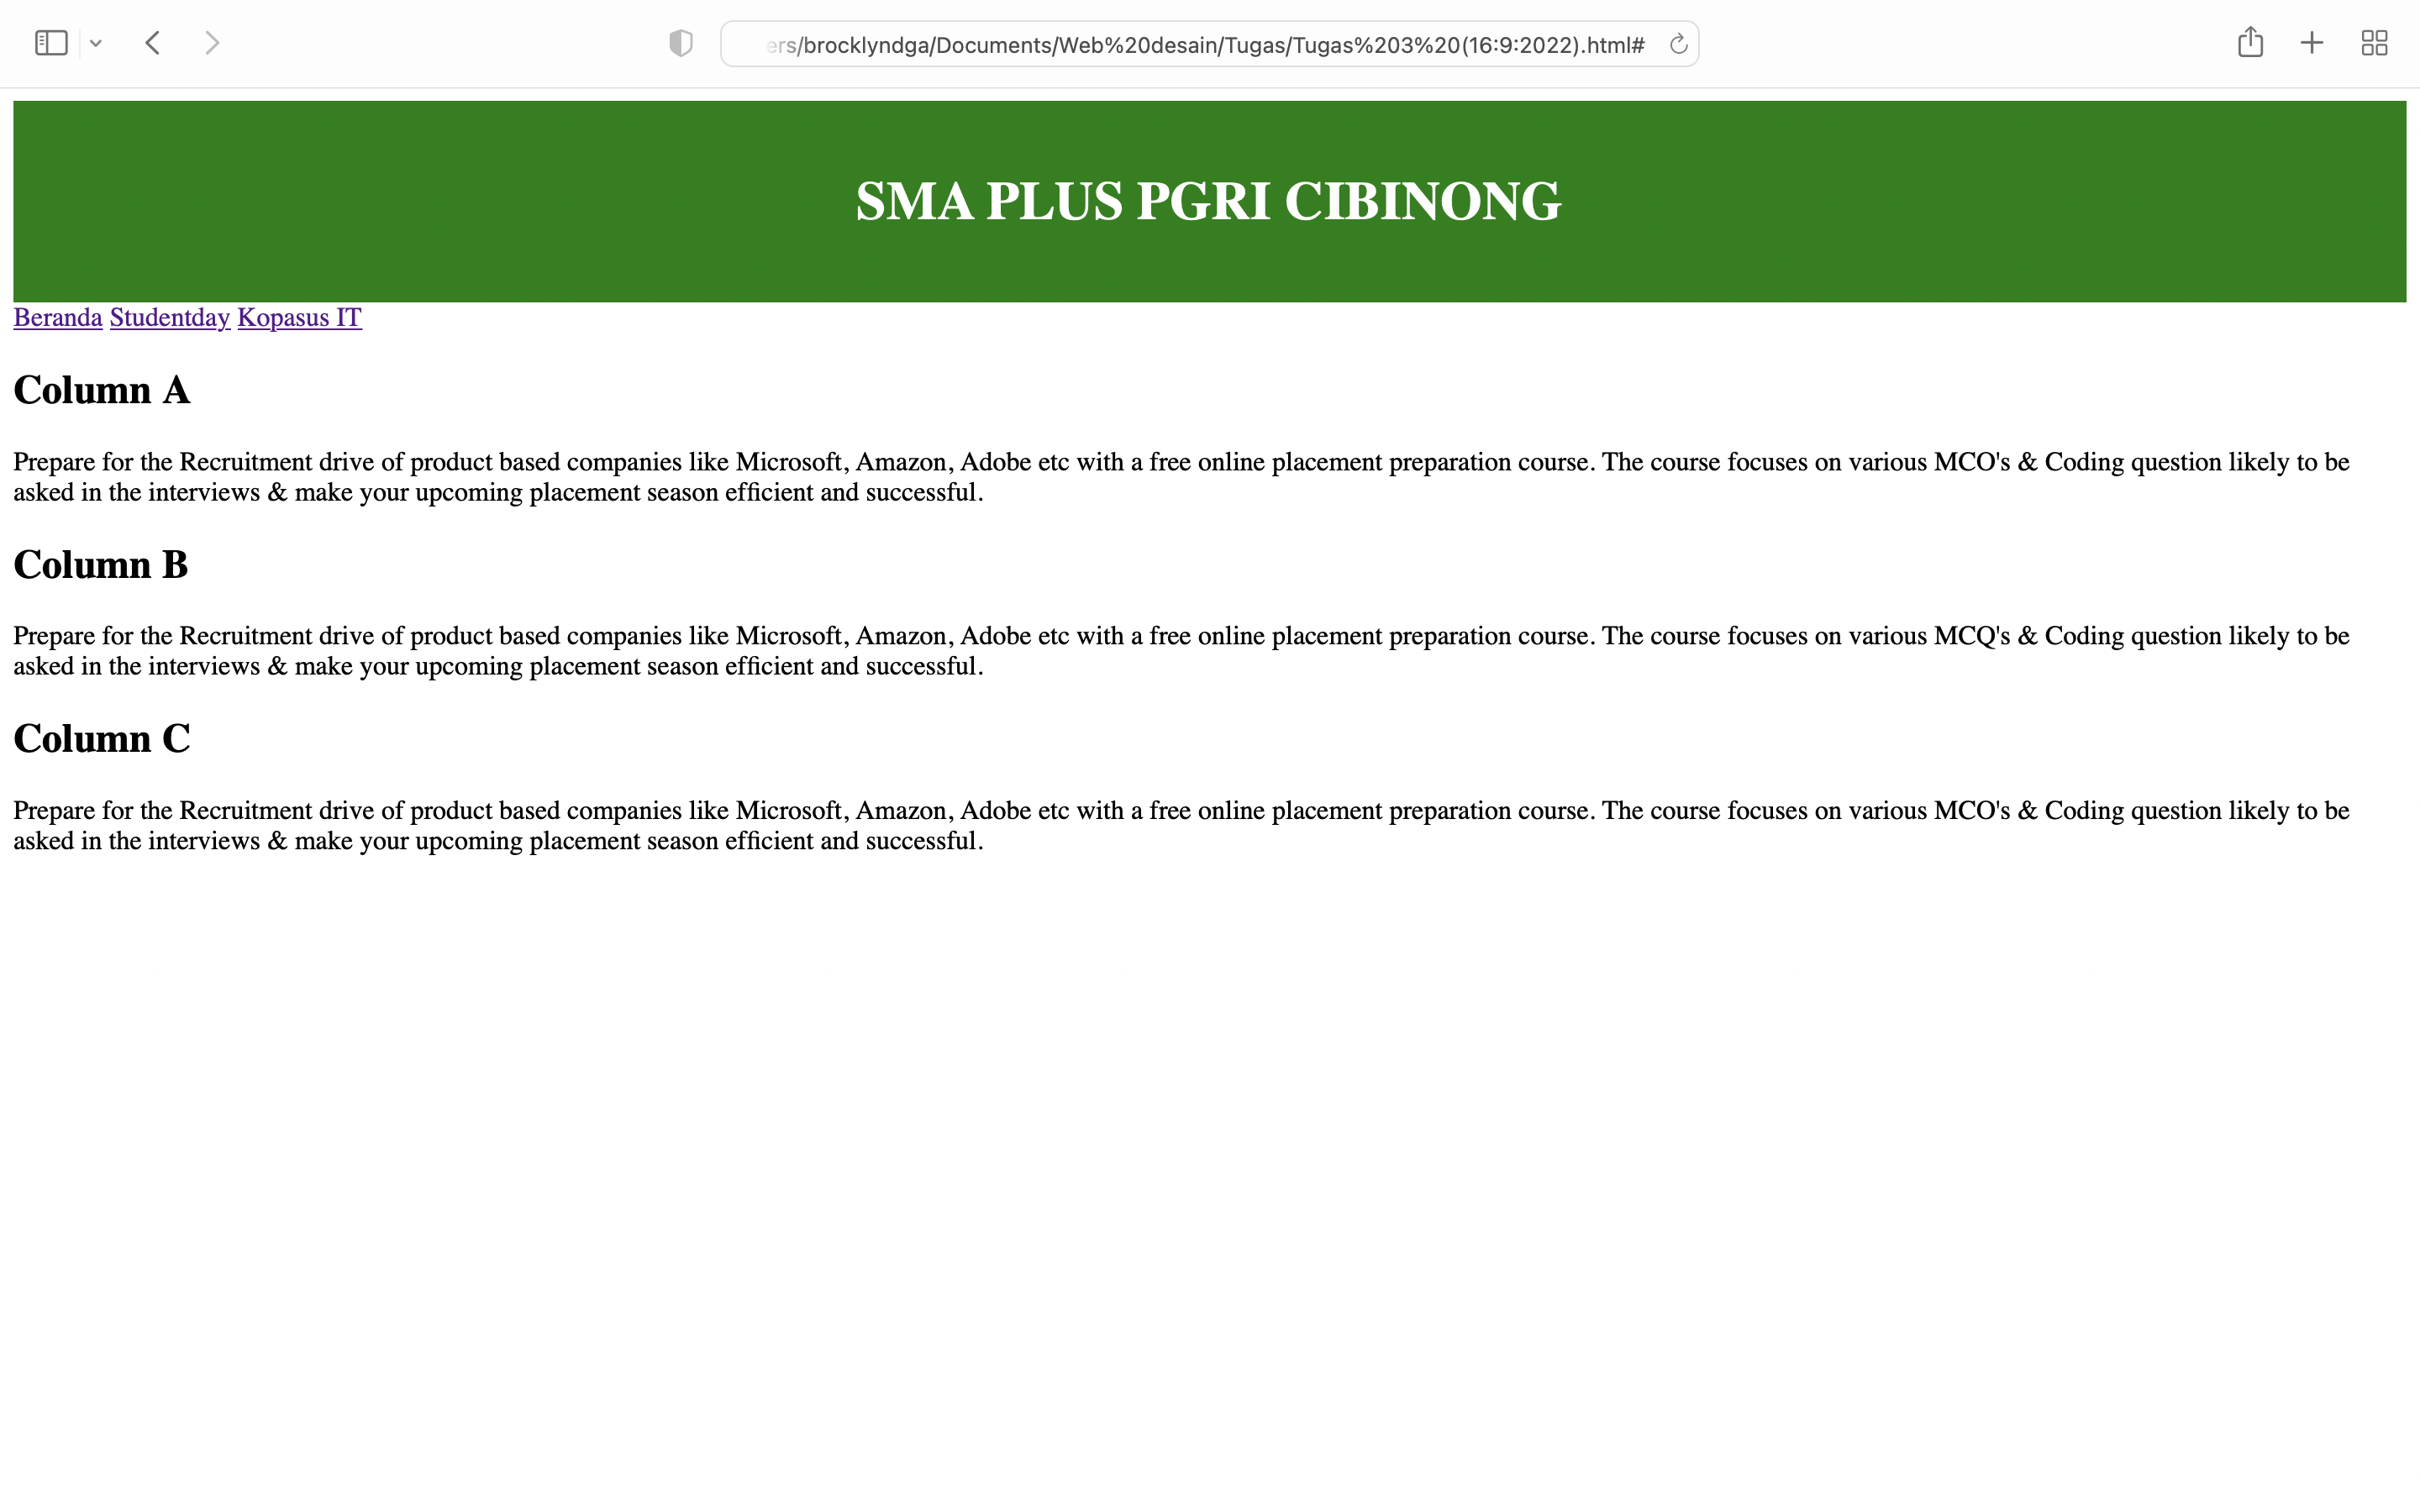 ers/brocklyndga/Documents/Web%20desain/Tugas/Tugas%203%20(16:9:2022).html#
SMA PLUS PGRI CIBINONG
Beranda Studentday Kopasus IT
Column A
Prepare for the Recruitment drive of product based companies like Microsoft, Amazon, Adobe etc with a free online placement preparation course. The course focuses on various MCO's & Coding question likely to be
asked in the interviews & make your upcoming placement season efficient and successful.
Column B
Prepare for the Recruitment drive of product based companies like Microsoft, Amazon, Adobe etc with a free online placement preparation course. The course focuses on various MCQ's & Coding question likely to be
asked in the interviews & make your upcoming placement season efficient and successful.
Column C
Prepare for the Recruitment drive of product based companies like Microsoft, Amazon, Adobe etc with a free online placement preparation course. The course focuses on various MCO's & Coding question likely to be
asked in the interviews & make your upcoming placement season efficient and successful.